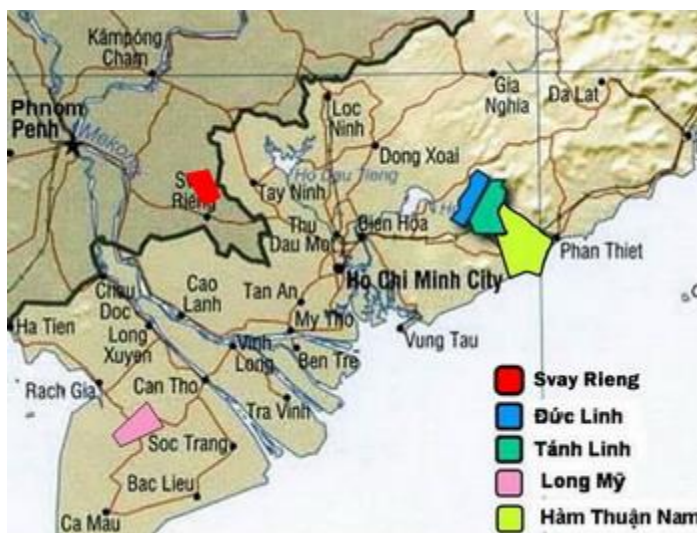 Kâmpóng
Cham
Phnom
Penh
Mekong
Loc
Ninh
Gia
Nghia
Da Lat
Dong Xoai
Ho Dau Tieng
Rieng
Tay Ninh
Thu
Dau Mot
Bien Hoa
Phan Thiet
Ho Chi Minh City
Chau
Doc
Cao
Lanh
Tan An
My Tho
Ha Tien
Long
Xuyen
Vinh
Long
Ben Tre
Vung Tau
Rach Gia
Can Tho
Tra Vinh
Soc Trang
Bac Lieu
Ca Mau
Svay Rieng
Đức Linh
Tánh Linh
Long Mỹ
Hàm Thuận Nam